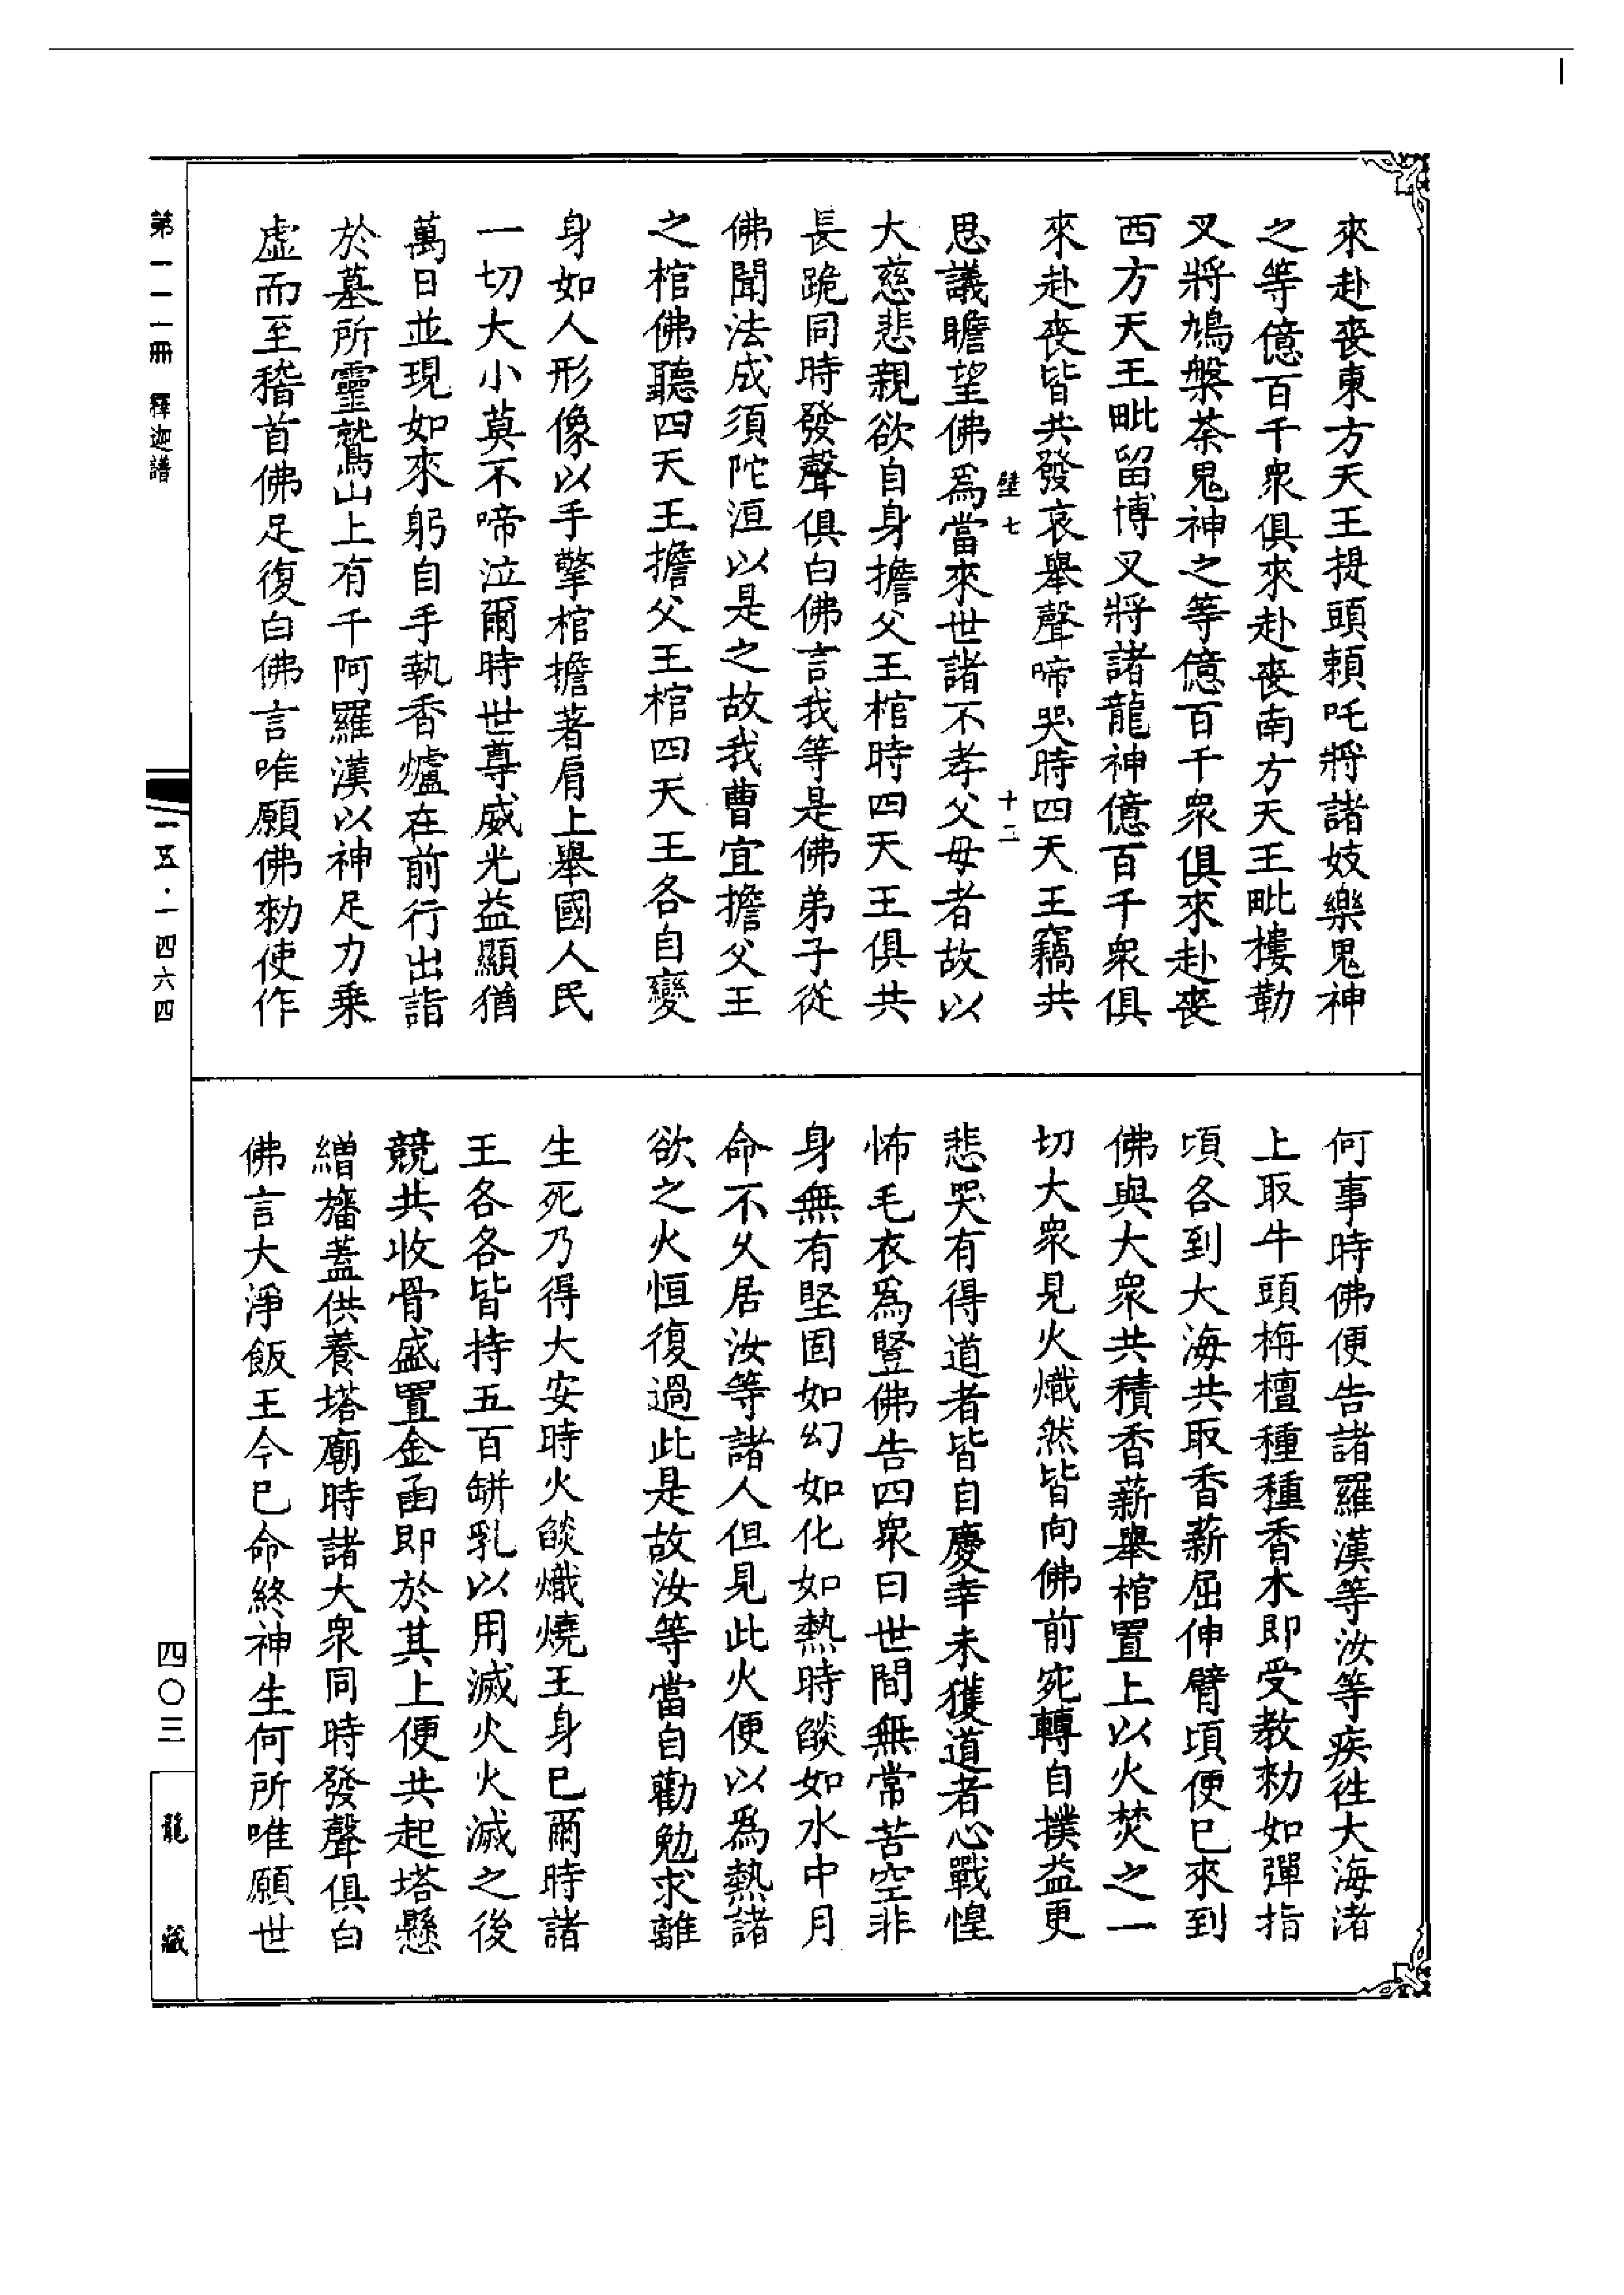 來赴喪東方天王提頭賴吒將諸妓樂鬼神
之等億百千衆俱來赴喪南方天王毗樓勒
叉將鳩槃荼鬼神之等億百千衆俱來赴喪
西方天王毗留博叉將諸龍神億百千衆俱
來赴喪皆共發哀舉聲啼哭時四天王竊共
壁七
十二
思議瞻望佛爲當來世諸不孝父母者故以
大慈悲親欲自身擔父王棺時四天王俱共
長跪同時發聲俱白佛言我等是佛弟子從
佛聞法成須陀洹以是之故我曹宜擔父王
之棺佛聽四天王擔父王棺四天王各自變
身如人形像以手擎棺擔著肩上舉國人民
一切大小莫不啼泣爾時世尊威光益顯猶
萬日並現如來躬自手執香爐在前行出詣
於墓所靈鷲山上有千阿羅漢以神足力乗
虛而至稽首佛足復白佛言唯願佛勑使作
何事時佛便告諸羅漢等汝等疾往大海渚
上取牛頭栴檀種種香木即受教勑如彈指
頃各到大海共取香薪屈伸臂頃便已來到
佛與大衆共積香薪舉棺置上以火焚之一
切大衆見火熾然皆向佛前宛轉自撲益更
悲哭有得道者皆自慶幸未獲道者心戰惶
怖毛衣爲豎佛告四衆曰世間無常苦空非
身無有堅固如幻如化如熱時燄如水中月
命不久居汝等諸人但見此火便以爲熱諸
欲之火恒復過此是故汝等當自勸勉求離
生死乃得大安時火燄熾燒王身已爾時諸
王各各皆持五百缾乳以用滅火火滅之後
競共收骨盛置金函即於其上便共起塔懸
繒旛蓋供養塔廟時諸大衆同時發聲俱白
佛言大淨飯王今已命終神生何所唯願世
第一一一冊 釋迦譜
一五·一四六四
四〇三
龍藏